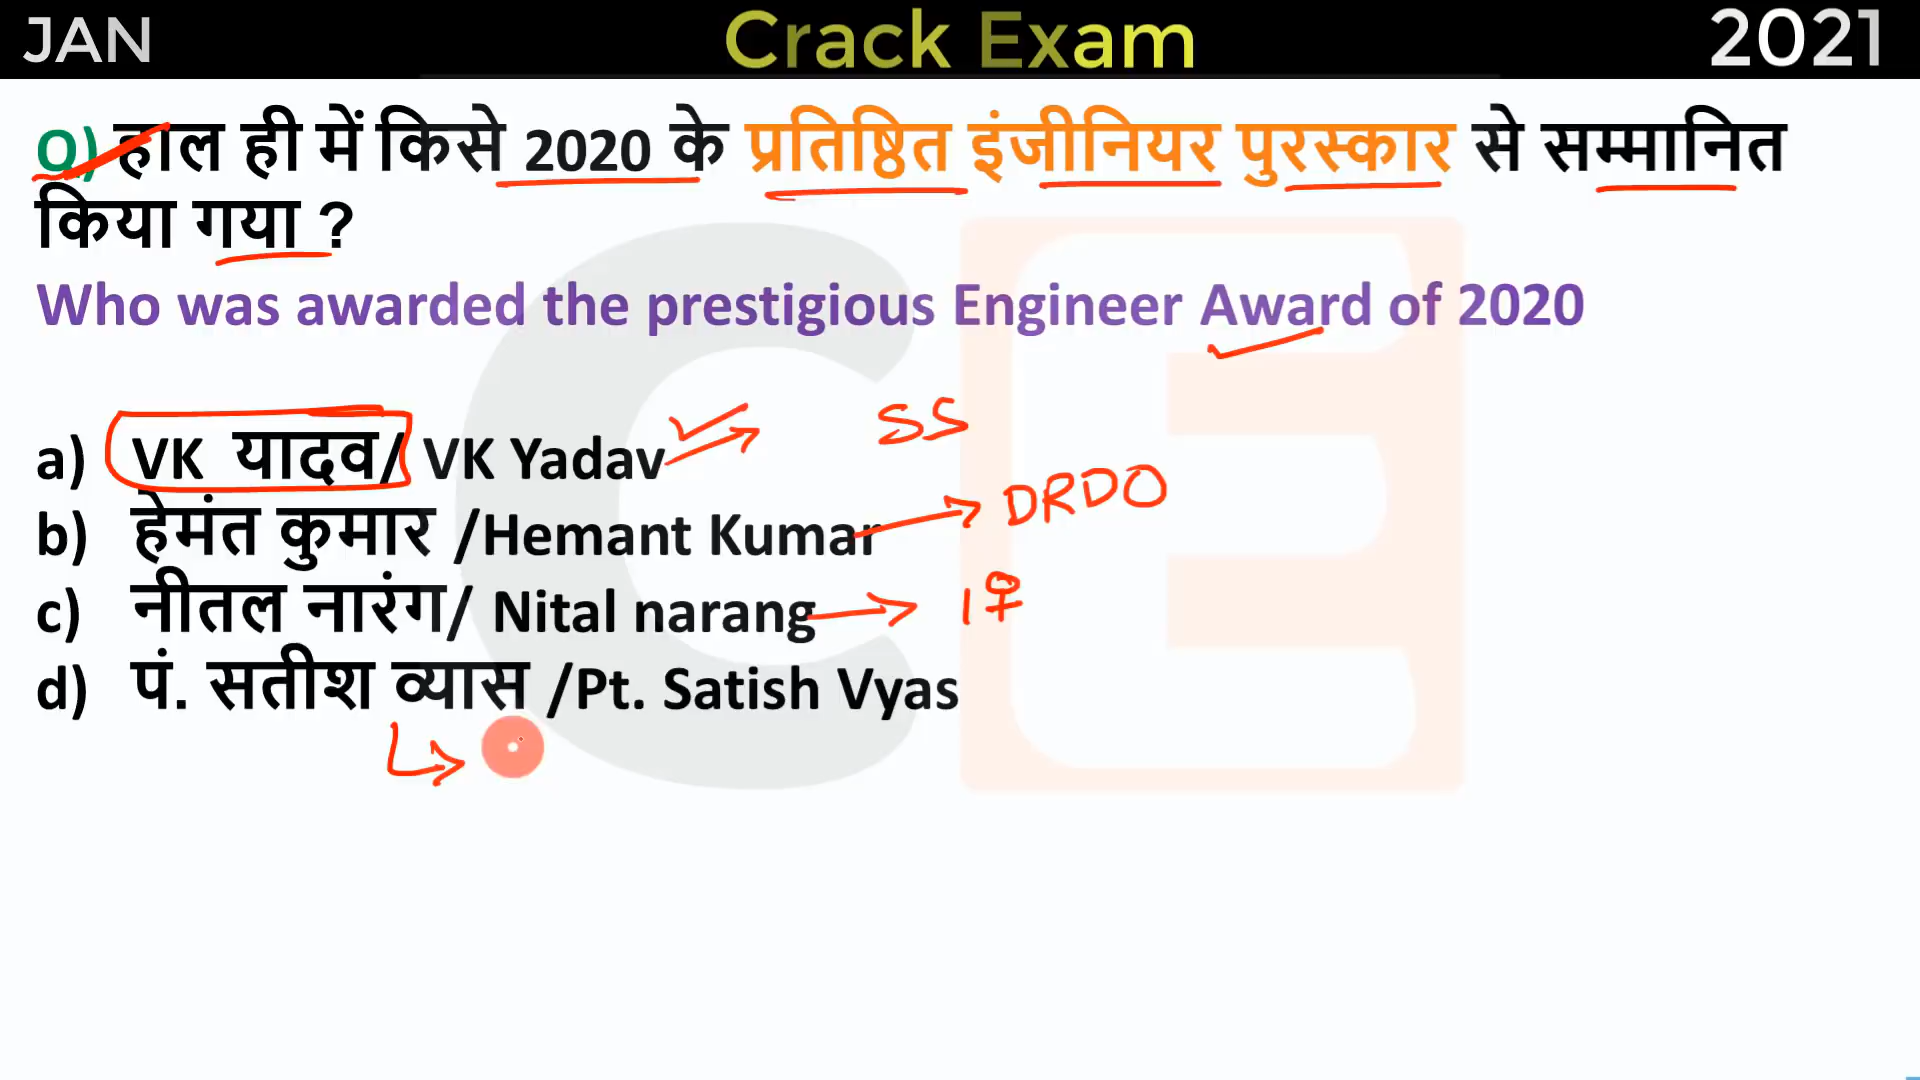 JAN Crack Exam 2021
Q) हाल ही में किसे 2020 के प्रतिष्ठित इंजीनियर पुरस्कार से सम्मानित
किया गया ?
Who was awarded the prestigious Engineer Award of 2020
SS
a) VK यादव/ VK Yadav
DRDO
b) हेमंत कुमार /Hemant Kumar
c) नीतल नारंग/ Nital narang
d) पं. सतीश व्यास /Pt. Satish Vyas
CE